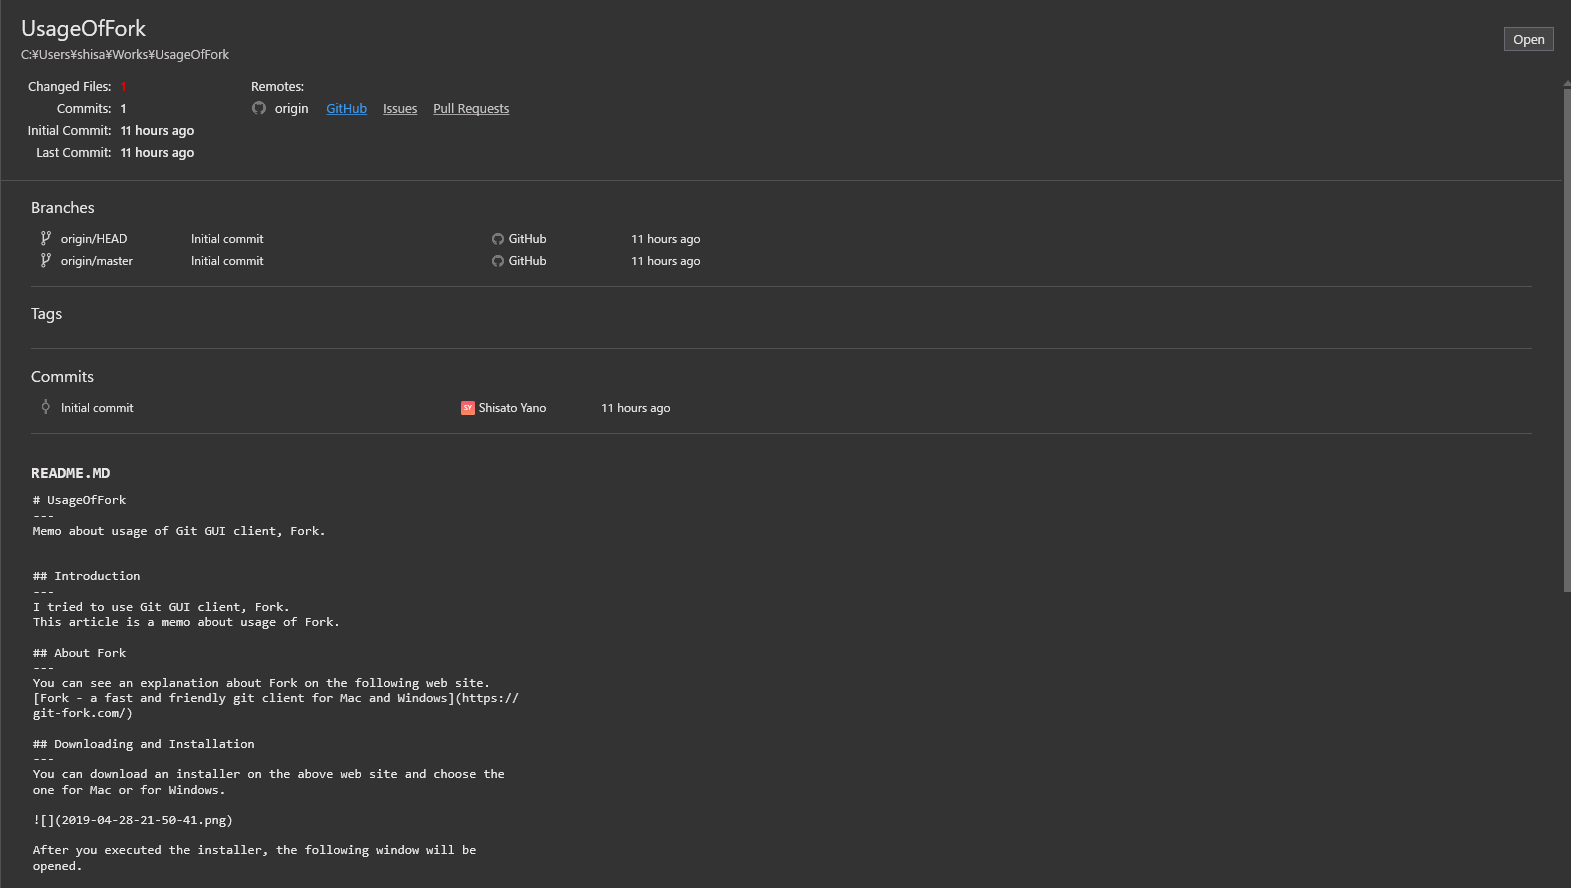 UsageOfFork
Open
C:¥Users¥shisa¥Works¥UsageOfFork
Changed Files: 1
Remotes:
Commits: 1
origin GitHub Issues Pull Requests
Initial Commit: 11 hours ago
Last Commit: 11 hours ago
Branches
origin/HEAD Initial commit GitHub 11 hours ago
origin/master Initial commit GitHub 11 hours ago
Tags
Commits
Initial commit SY Shisato Yano 11 hours ago
README.MD
# UsageOfFork
---
Memo about usage of Git GUI client, Fork.
## Introduction
---
I tried to use Git GUI client, Fork.
This article is a memo about usage of Fork.
## About Fork
---
You can see an explanation about Fork on the following web site.
[Fork - a fast and friendly git client for Mac and Windows](https://
git-fork.com/)
## Downloading and Installation
---
You can download an installer on the above web site and choose the
one for Mac or for Windows.
![](2019-04-28-21-50-41.png)
After you executed the installer, the following window will be
opened.